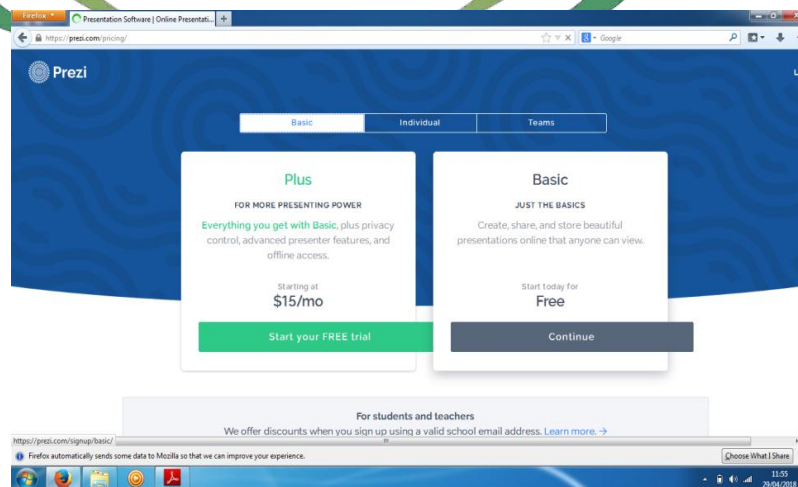 Firefox
Presentation Software | Online Presentati...
https://prezi.com/pricing/
Google
Prezi
Basic
Individual
Teams
Plus
FOR MORE PRESENTING POWER
Everything you get with Basic, plus privacy
control, advanced presenter features, and
offline access.
Starting at
$15/mo
Start your FREE trial
Basic
JUST THE BASICS
Create, share, and store beautiful
presentations online that anyone can view.
Start today for
Free
Continue
For students and teachers
We offer discounts when you sign up using a valid school email address. Learn more. →
https://prezi.com/signup/basic/
Firefox automatically sends some data to Mozilla so that we can improve your experience.
Choose What I Share
11:55
29/04/2018